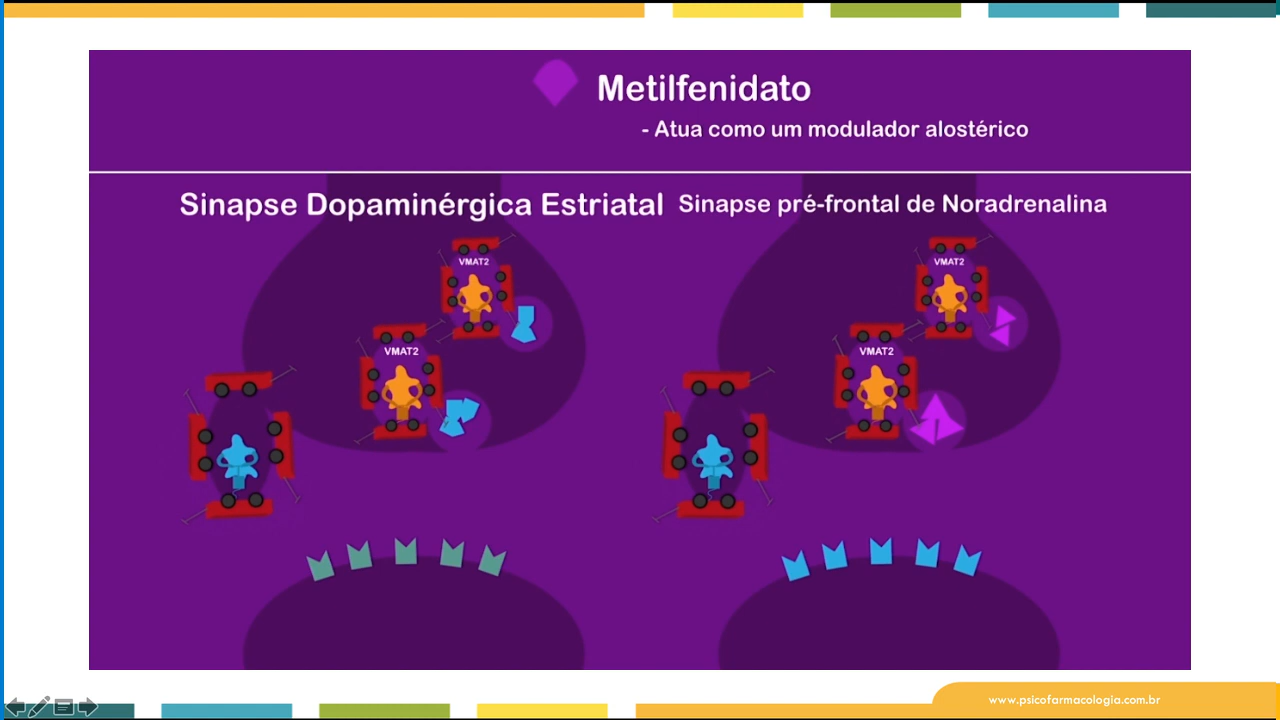 Metilfenidato
- Atua como um modulador alostérico
Sinapse Dopaminérgica Estriatal
Sinapse pré-frontal de Noradrenalina
VMAT2
VMAT2
VMAT2
VMAT2
www.psicofarmacologia.com.br